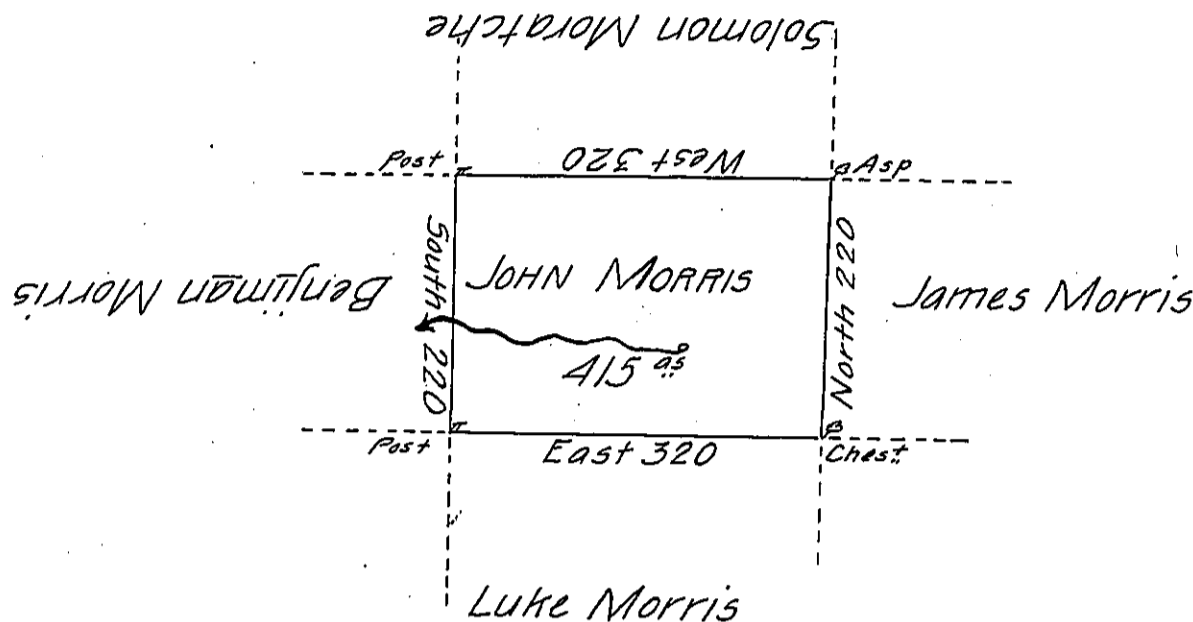 Solomon Moratche
Post
West 320
Asp
South 220
JOHN MORRIS
North 220
Benjiman Morris
James Morris
415 as
Post
East 320
Chest
Luke Morris